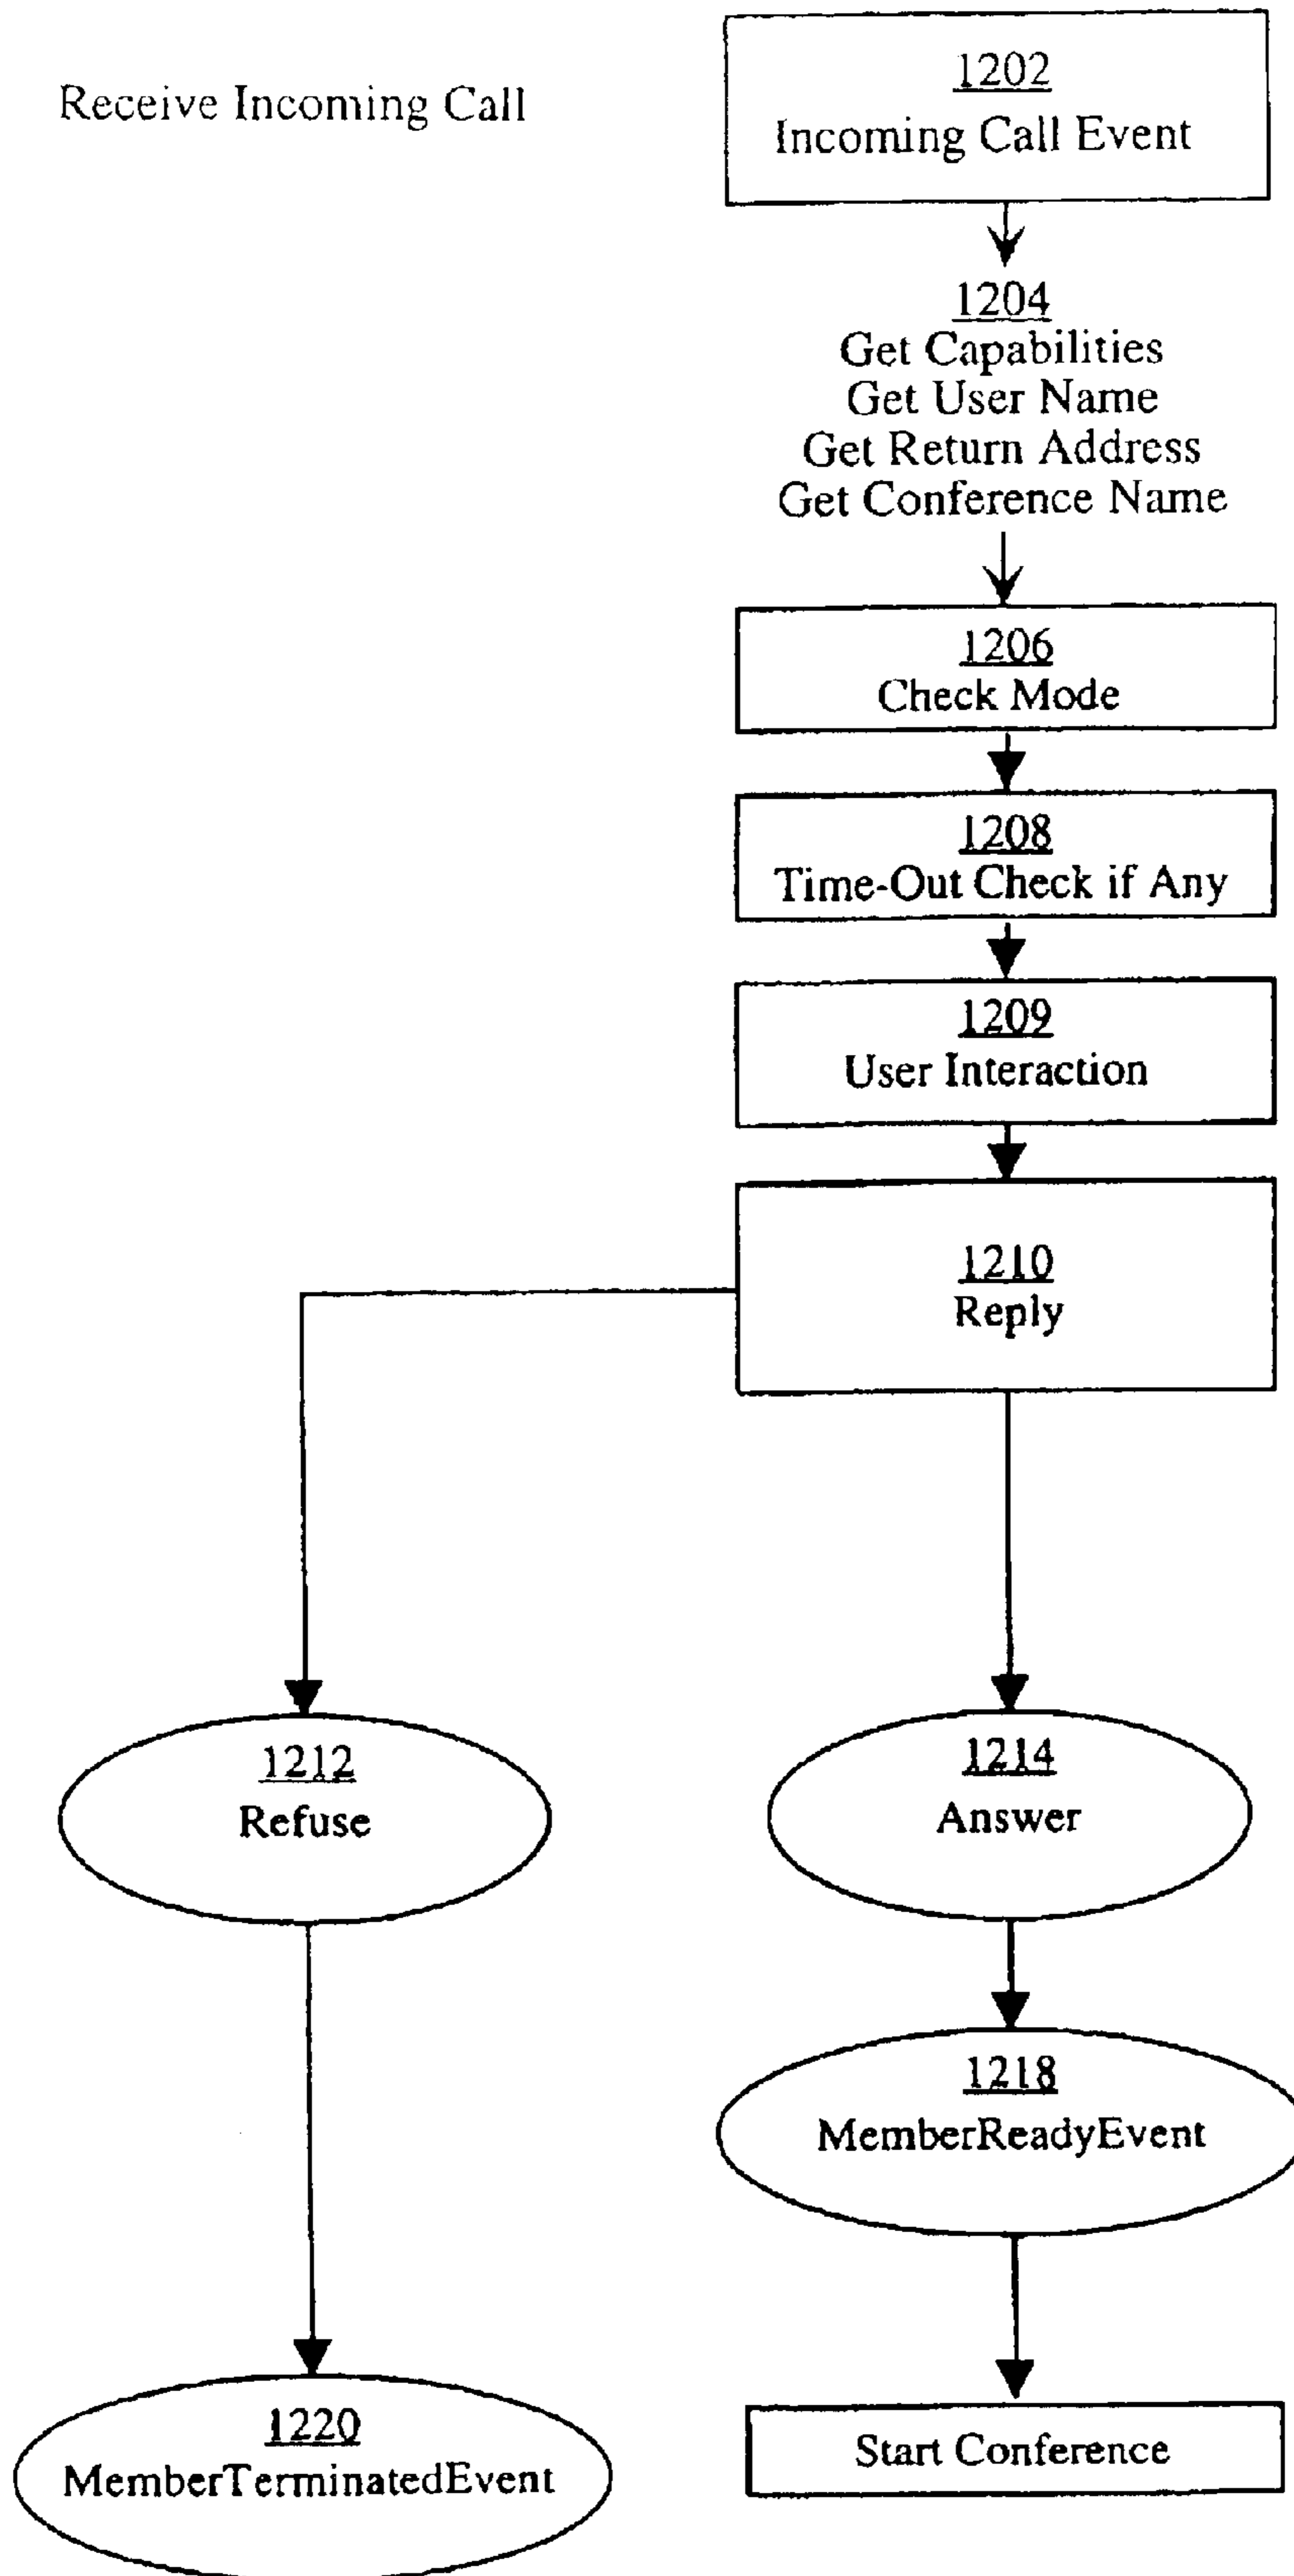 Receive Incoming Call
1202
Incoming Call Event
1204
Get Capabilities
Get User Name
Get Return Address
Get Conference Name
1206
Check Mode
1208
Time-Out Check if Any
1209
User Interaction
1210
Reply
1212
Refuse
1214
Answer
1218
MemberReadyEvent
1220
MemberTerminatedEvent
Start Conference